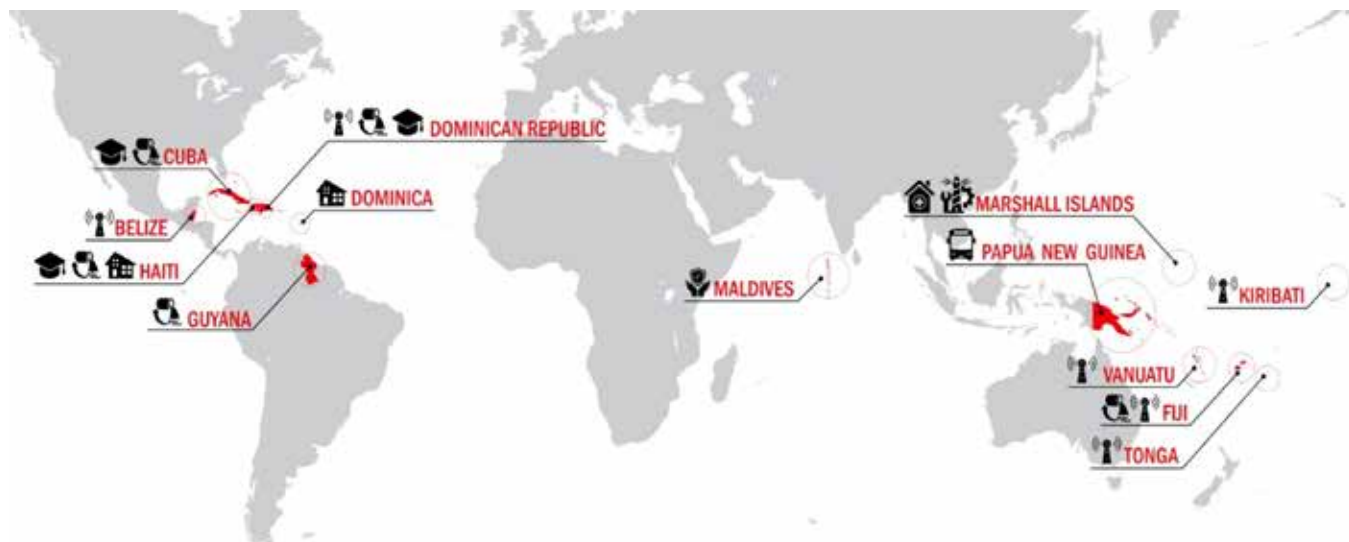 DOMINICAN REPUBLIC
CUBA
DOMINICA
MARSHALL ISLANDS
BELIZE
PAPUA NEW GUINEA
HAITI
MALDIVES
KIRIBATI
GUYANA
VANUATU
FIJI
TONGA